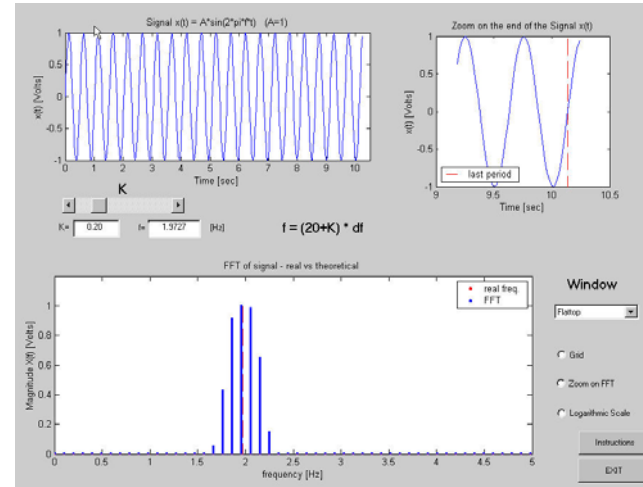 Signal x(t) = A*sin(2*pi*f*t) (A=1)
1
0.5
0
-0.5
-1
x(t) [Volts]
0 1 2 3 4 5 6 7 8 9 10
Time [sec]
Zoom on the end of the Signal x(t)
1
0.5
0
-0.5
-1
x(t) [Volts]
last period
9 9.5 10 10.5
Time [sec]
K
K= 0.20 f= 1.9727 [Hz]
f = (20+K) * df
FFT of signal - real vs theoretical
1
0.8
0.6
0.4
0.2
0
Magnitude X(f) [Volts]
real freq.
FFT
0 0.5 1 1.5 2 2.5 3 3.5 4 4.5 5
frequency [Hz]
Window
Flattop
Grid
Zoom on FFT
Logarithmic Scale
Instructions
EXIT